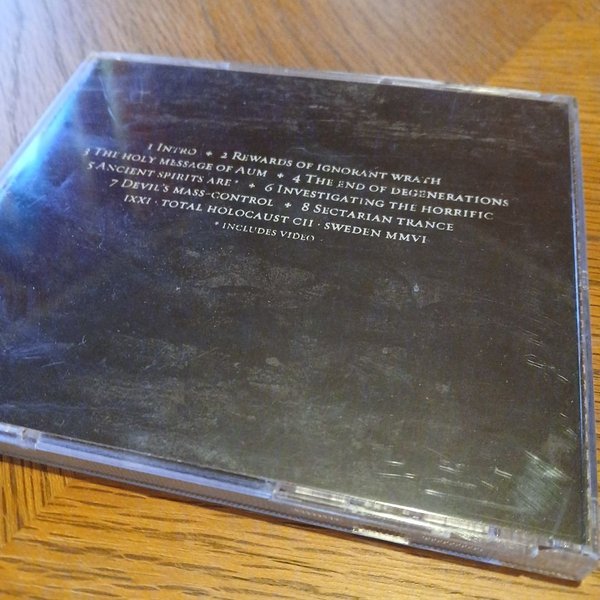 1 INTRO + 2 REWARDS OF IGNORANT WRATH
3 THE HOLY MESSAGE OF AUM + 4 THE END OF DEGENERATIONS
5 ANCIENT SPIRITS ARE* + 6 INVESTIGATING THE HORRIFIC
7 DEVIL'S MASS-CONTROL + 8 SECTARIAN TRANCE
IXXI · TOTAL HOLOCAUST CII · SWEDEN MMVI
* INCLUDES VIDEO